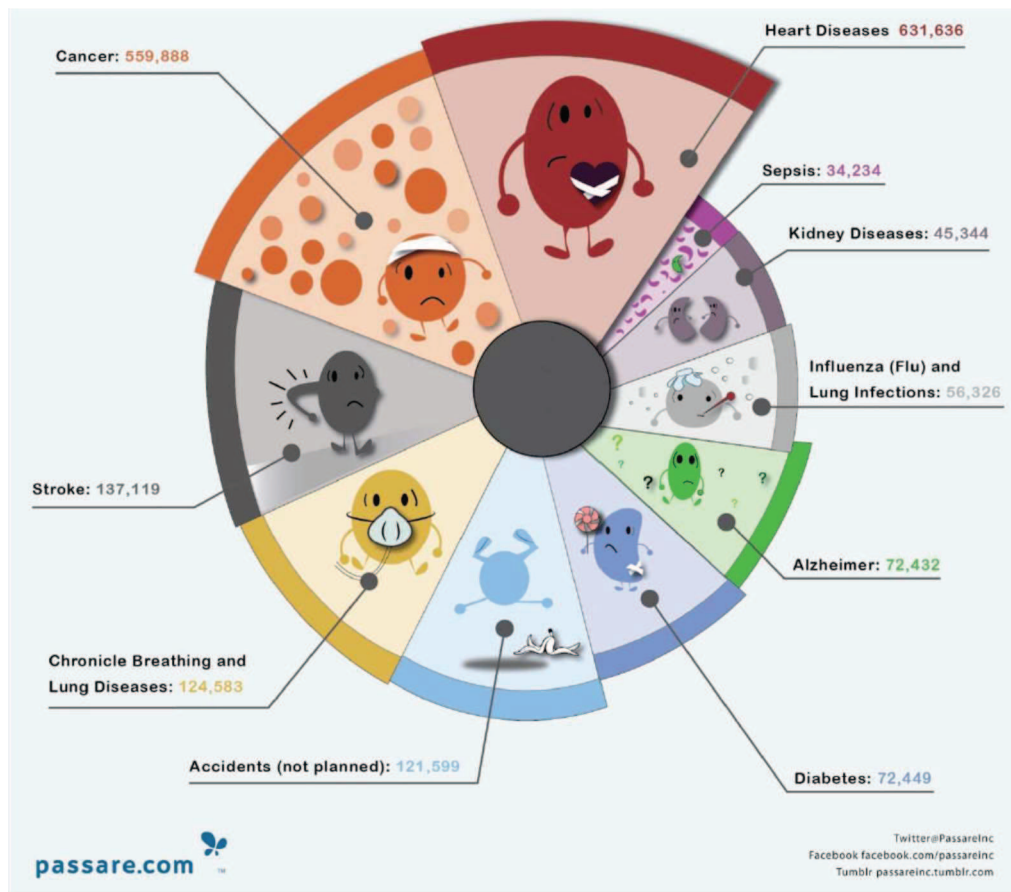 Heart Diseases 631,636
Cancer: 559,888
Sepsis: 34,234
Kidney Diseases: 45,344
Influenza (Flu) and
Lung Infections: 56,326
? ? ? ? ? ?
Stroke: 137,119
Alzheimer: 72,432
Chronicle Breathing and
Lung Diseases: 124,583
Accidents (not planned): 121,599
Diabetes: 72,449
passare.com
TM
Twitter@PassareInc
Facebook facebook.com/passareinc
Tumblr passareinc.tumblr.com